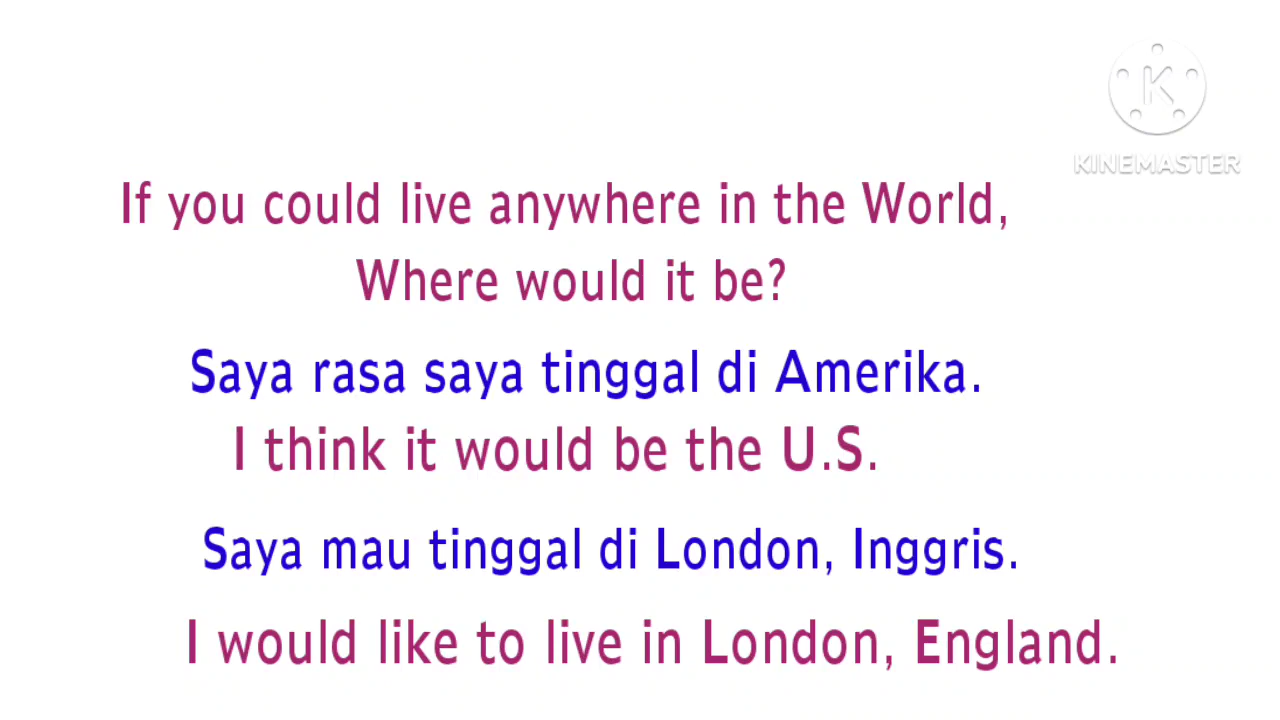 KINEMASTER
If you could live anywhere in the World,
Where would it be?
Saya rasa saya tinggal di Amerika.
I think it would be the U.S.
Saya mau tinggal di London, Inggris.
I would like to live in London, England.